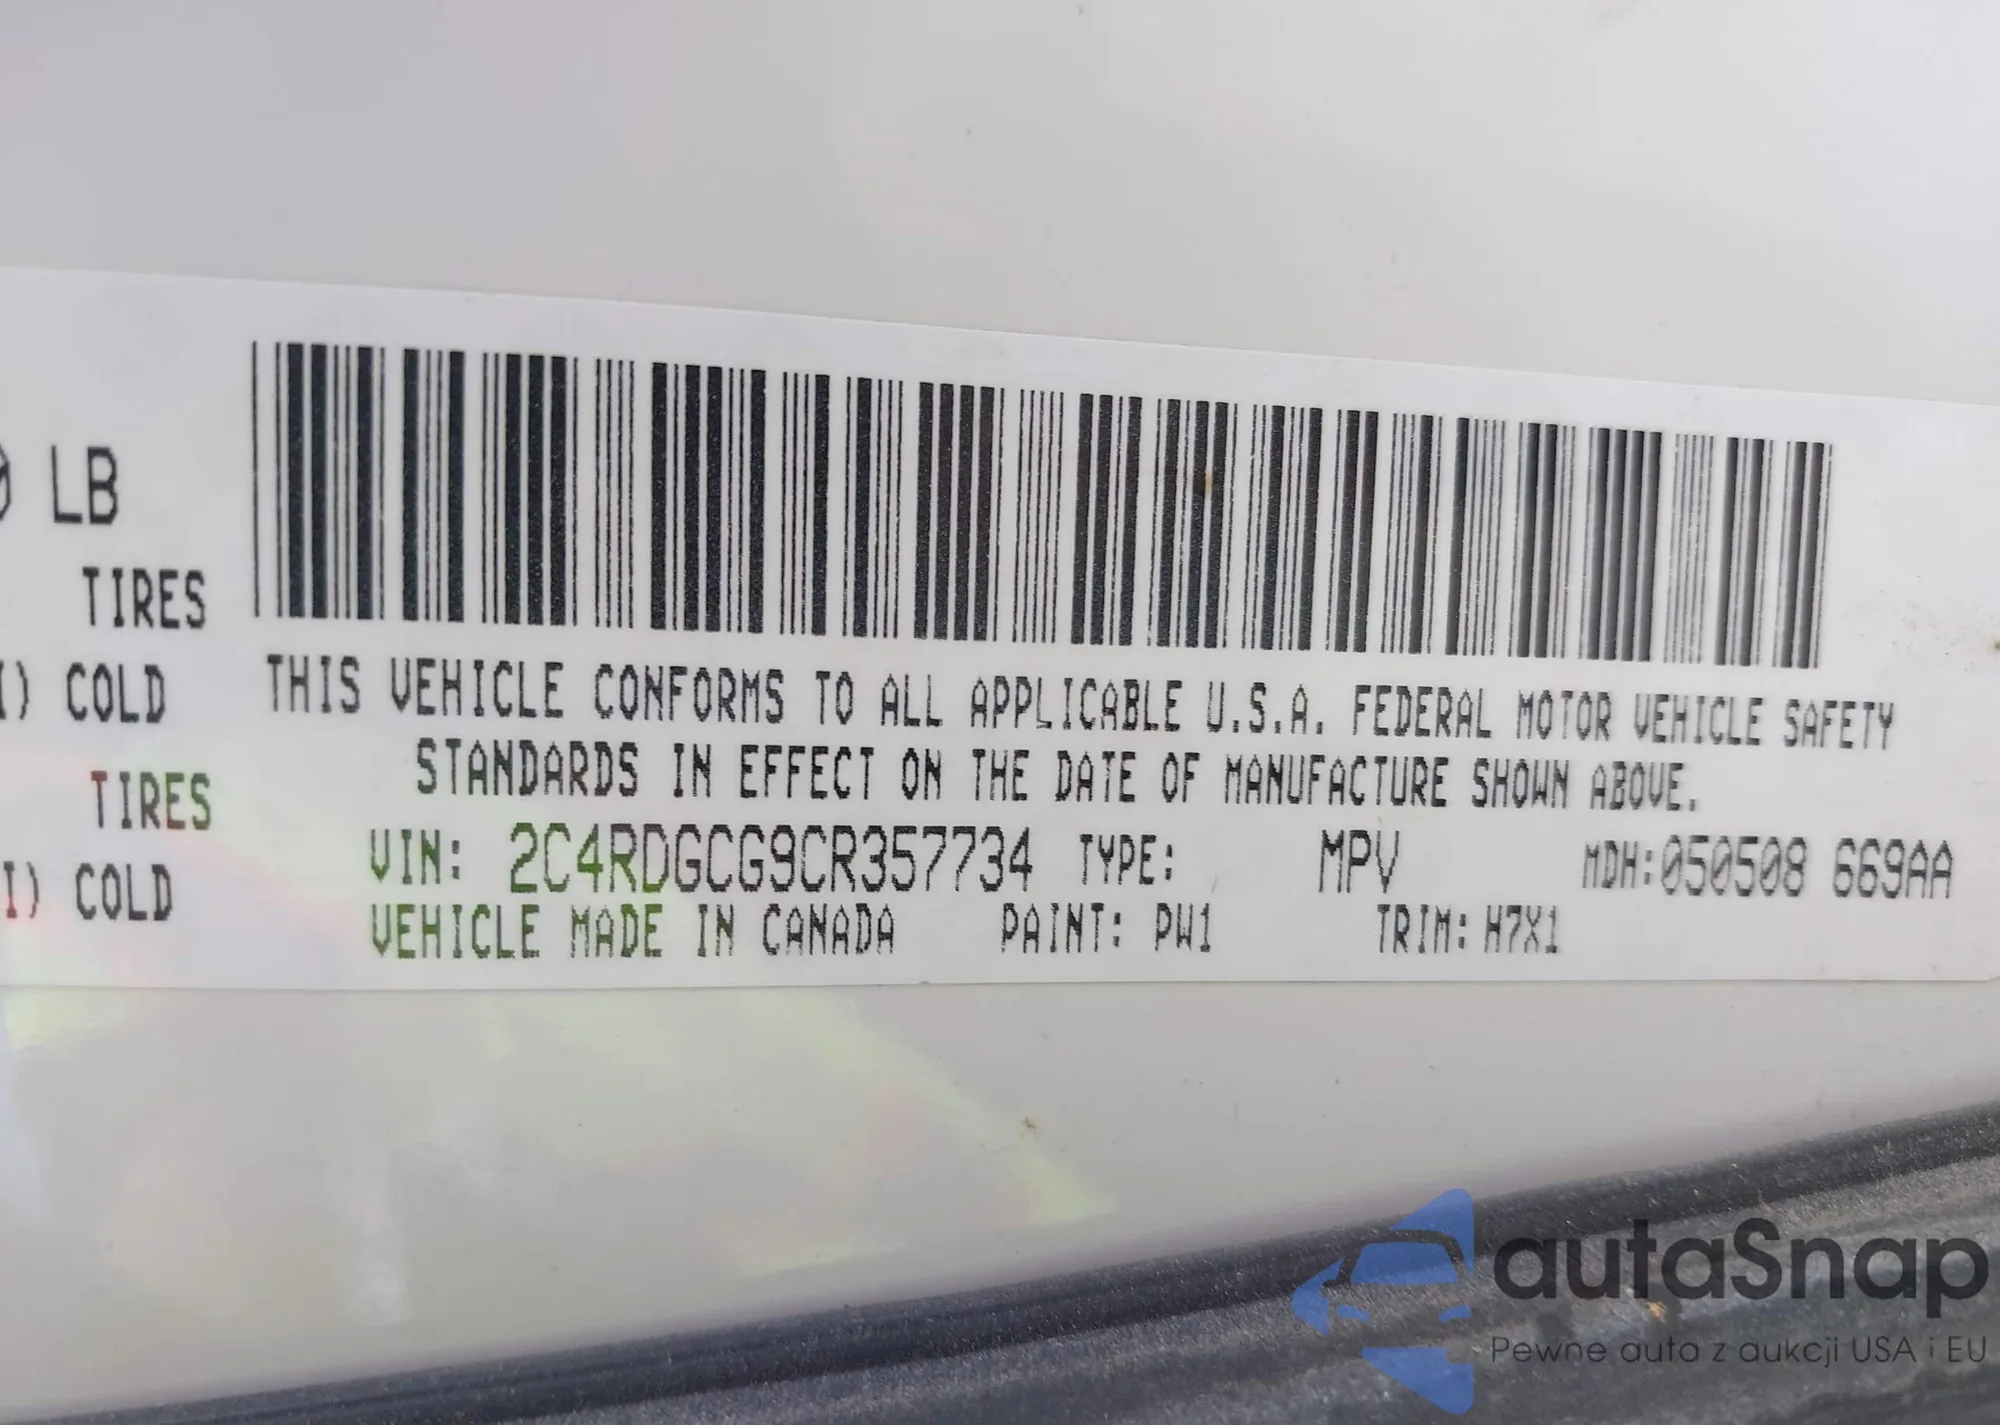 LB
TIRES
I) COLD
TIRES
I) COLD
THIS VEHICLE CONFORMS TO ALL APPLICABLE U.S.A. FEDERAL MOTOR VEHICLE SAFETY
STANDARDS IN EFFECT ON THE DATE OF MANUFACTURE SHOWN ABOVE.
VIN: 2C4RDGCG9CR357734 TYPE: MPV MDH:050508 669AA
VEHICLE MADE IN CANADA PAINT: PW1 TRIM: H7X1
autaSnap
Pewne auta z aukcji USA i EU